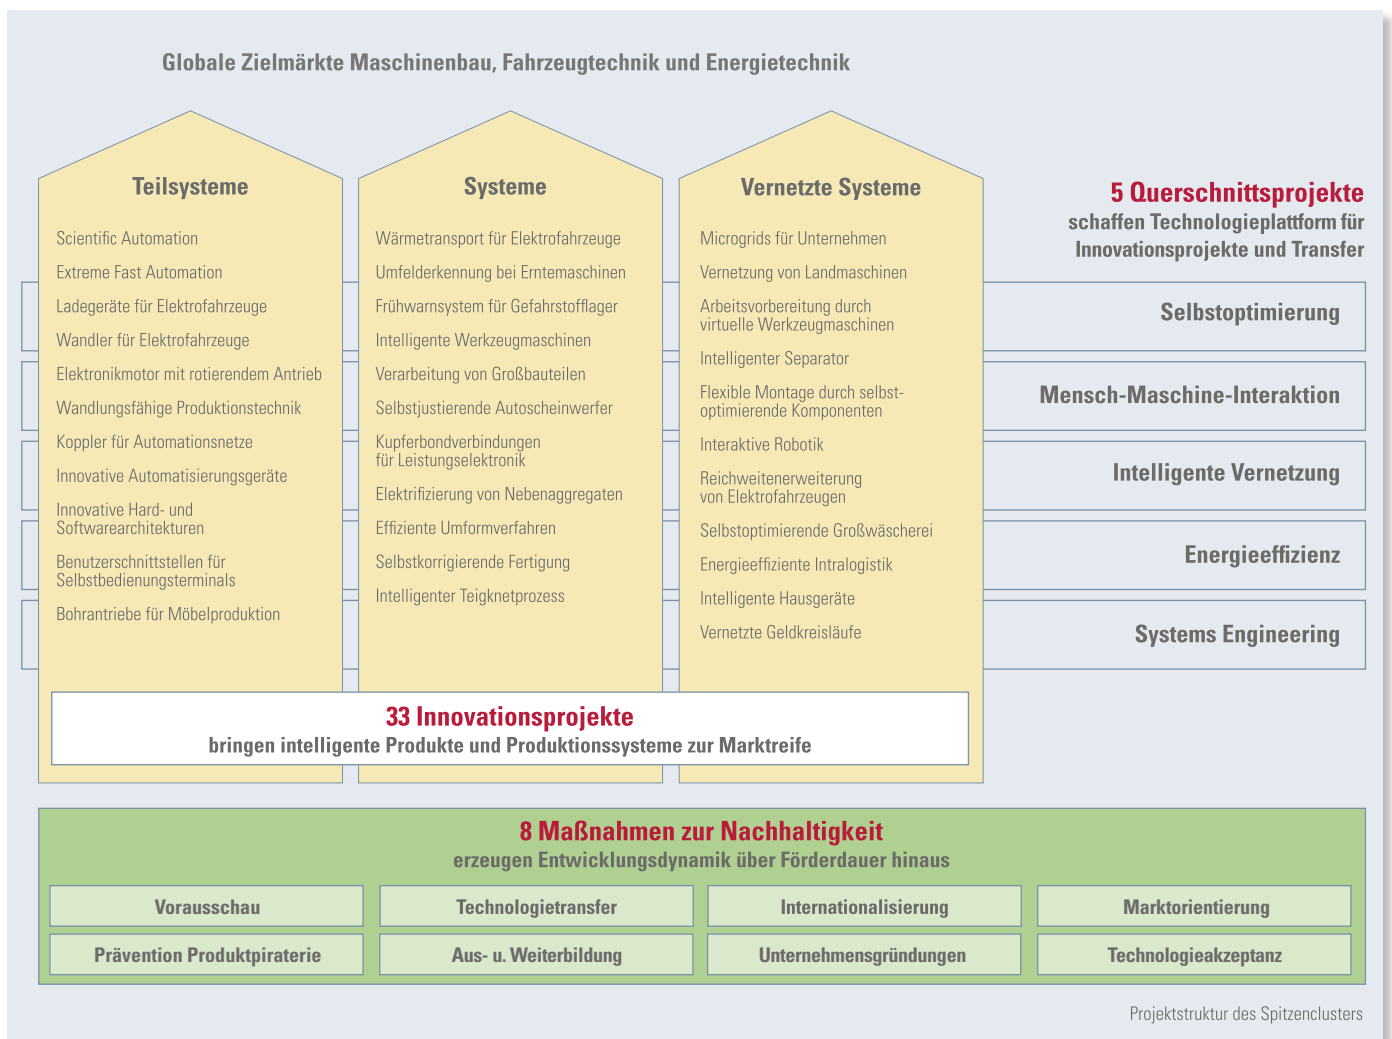 Globale Zielmärkte Maschinenbau, Fahrzeugtechnik und Energietechnik
Teilsysteme
Scientific Automation
Extreme Fast Automation
Ladegeräte für Elektrofahrzeuge
Wandler für Elektrofahrzeuge
Elektronikmotor mit rotierendem Antrieb
Wandlungsfähige Produktionstechnik
Koppler für Automationsnetze
Innovative Automatisierungsgeräte
Innovative Hard- und
Softwarearchitekturen
Benutzerschnittstellen für
Selbstbedienungsterminals
Bohrantriebe für Möbelproduktion
Systeme
Wärmetransport für Elektrofahrzeuge
Umfelderkennung bei Erntemaschinen
Frühwarnsystem für Gefahrstofflager
Intelligente Werkzeugmaschinen
Verarbeitung von Großbauteilen
Selbstjustierende Autoscheinwerfer
Kupferbondverbindungen
für Leistungselektronik
Elektrifizierung von Nebenaggregaten
Effiziente Umformverfahren
Selbstkorrigierende Fertigung
Intelligenter Teigknetprozess
Vernetzte Systeme
Microgrids für Unternehmen
Vernetzung von Landmaschinen
Arbeitsvorbereitung durch
virtuelle Werkzeugmaschinen
Intelligenter Separator
Flexible Montage durch selbst-
optimierende Komponenten
Interaktive Robotik
Reichweitenerweiterung
von Elektrofahrzeugen
Selbstoptimierende Großwäscherei
Energieeffiziente Intralogistik
Intelligente Hausgeräte
Vernetzte Geldkreisläufe
5 Querschnittsprojekte
schaffen Technologieplattform für
Innovationsprojekte und Transfer
Selbstoptimierung
Mensch-Maschine-Interaktion
Intelligente Vernetzung
Energieeffizienz
Systems Engineering
33 Innovationsprojekte
bringen intelligente Produkte und Produktionssysteme zur Marktreife
8 Maßnahmen zur Nachhaltigkeit
erzeugen Entwicklungsdynamik über Förderdauer hinaus
Vorausschau
Technologietransfer
Internationalisierung
Marktorientierung
Prävention Produktpiraterie
Aus- u. Weiterbildung
Unternehmensgründungen
Technologieakzeptanz
Projektstruktur des Spitzenclusters